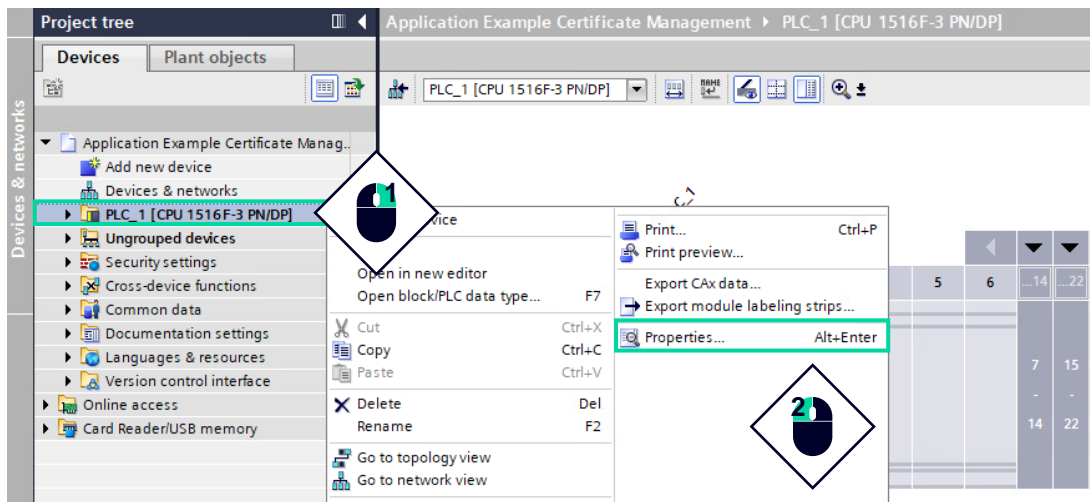 Project tree
Application Example Certificate Management ▸ PLC_1 [CPU 1516F-3 PN/DP]
Devices
Plant objects
PLC_1 [CPU 1516F-3 PN/DP]
NAME
Devices & networks
Application Example Certificate Manag..
Add new device
Devices & networks
PLC_1 [CPU 1516F-3 PN/DP]
Ungrouped devices
Security settings
Cross-device functions
Common data
Documentation settings
Languages & resources
Version control interface
Online access
Card Reader/USB memory
1
Open in new editor
Open block/PLC data type... F7
Cut Ctrl+X
Copy Ctrl+C
Paste Ctrl+V
Delete Del
Rename F2
Go to topology view
Go to network view
Print... Ctrl+P
Print preview...
Export CAx data...
Export module labeling strips...
Properties... Alt+Enter
2
5 6 ...14 ...22
7 15
- -
14 22